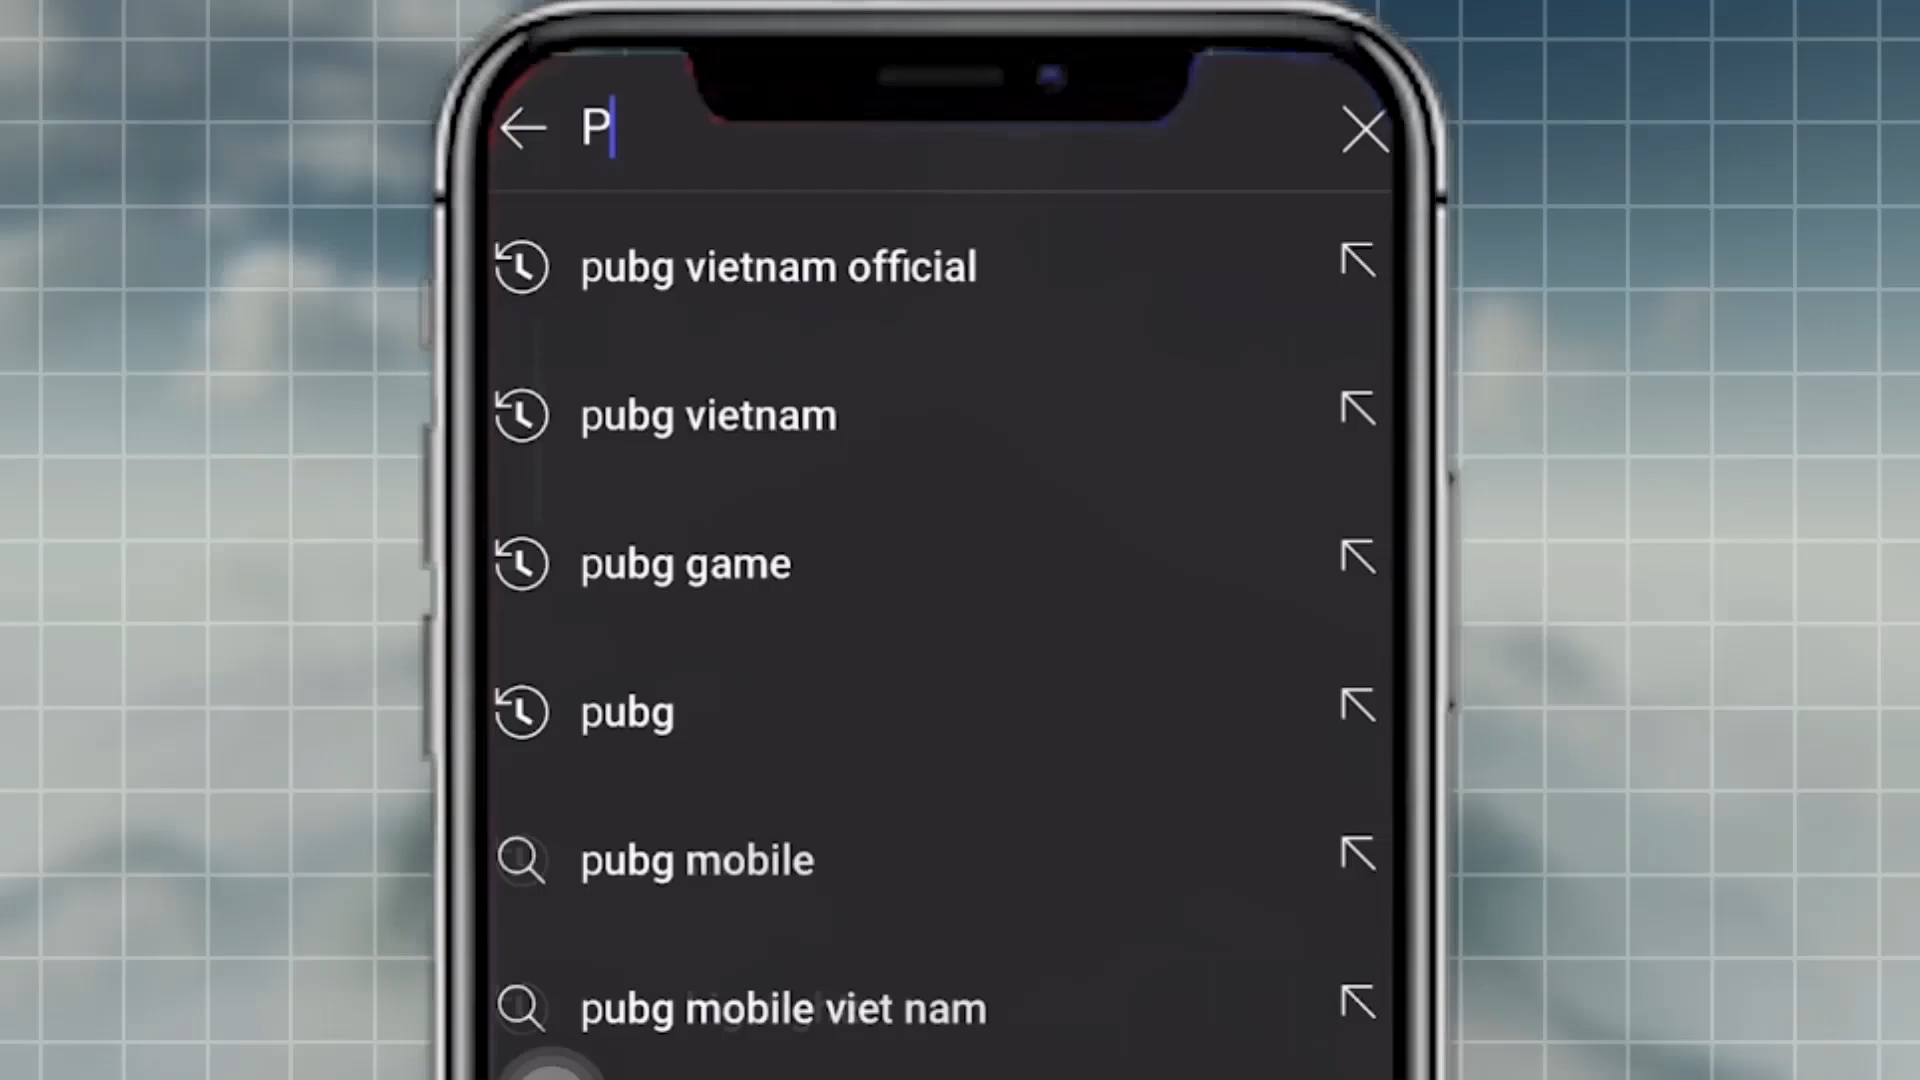 P
pubg vietnam official
pubg vietnam
pubg game
pubg
pubg mobile
pubg mobile viet nam